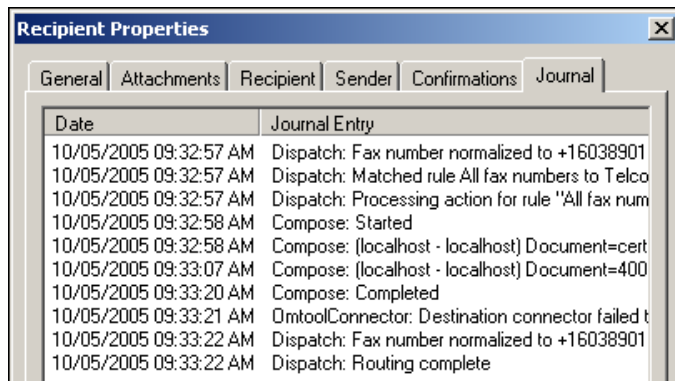 Recipient Properties
General Attachments Recipient Sender Confirmations Journal
Date Journal Entry
10/05/2005 09:32:57 AM Dispatch: Fax number normalized to +16038901
10/05/2005 09:32:57 AM Dispatch: Matched rule All fax numbers to Telco
10/05/2005 09:32:57 AM Dispatch: Processing action for rule "All fax num
10/05/2005 09:32:58 AM Compose: Started
10/05/2005 09:32:58 AM Compose: (localhost - localhost) Document=cert
10/05/2005 09:33:07 AM Compose: (localhost - localhost) Document=400
10/05/2005 09:33:20 AM Compose: Completed
10/05/2005 09:33:21 AM OmtoolConnector: Destination connector failed t
10/05/2005 09:33:22 AM Dispatch: Fax number normalized to +16038901
10/05/2005 09:33:22 AM Dispatch: Routing complete